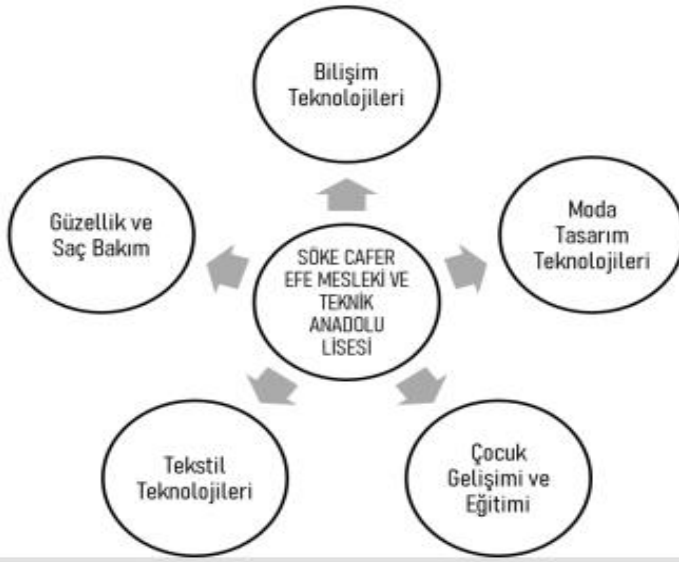 Bilişim
Teknolojileri
Güzellik ve
Saç Bakım
Moda
Tasarım
Teknolojileri
SÖKE CAFER
EFE MESLEKİ VE
TEKNİK
ANADOLU
LİSESİ
Tekstil
Teknolojileri
Çocuk
Gelişimi ve
Eğitimi